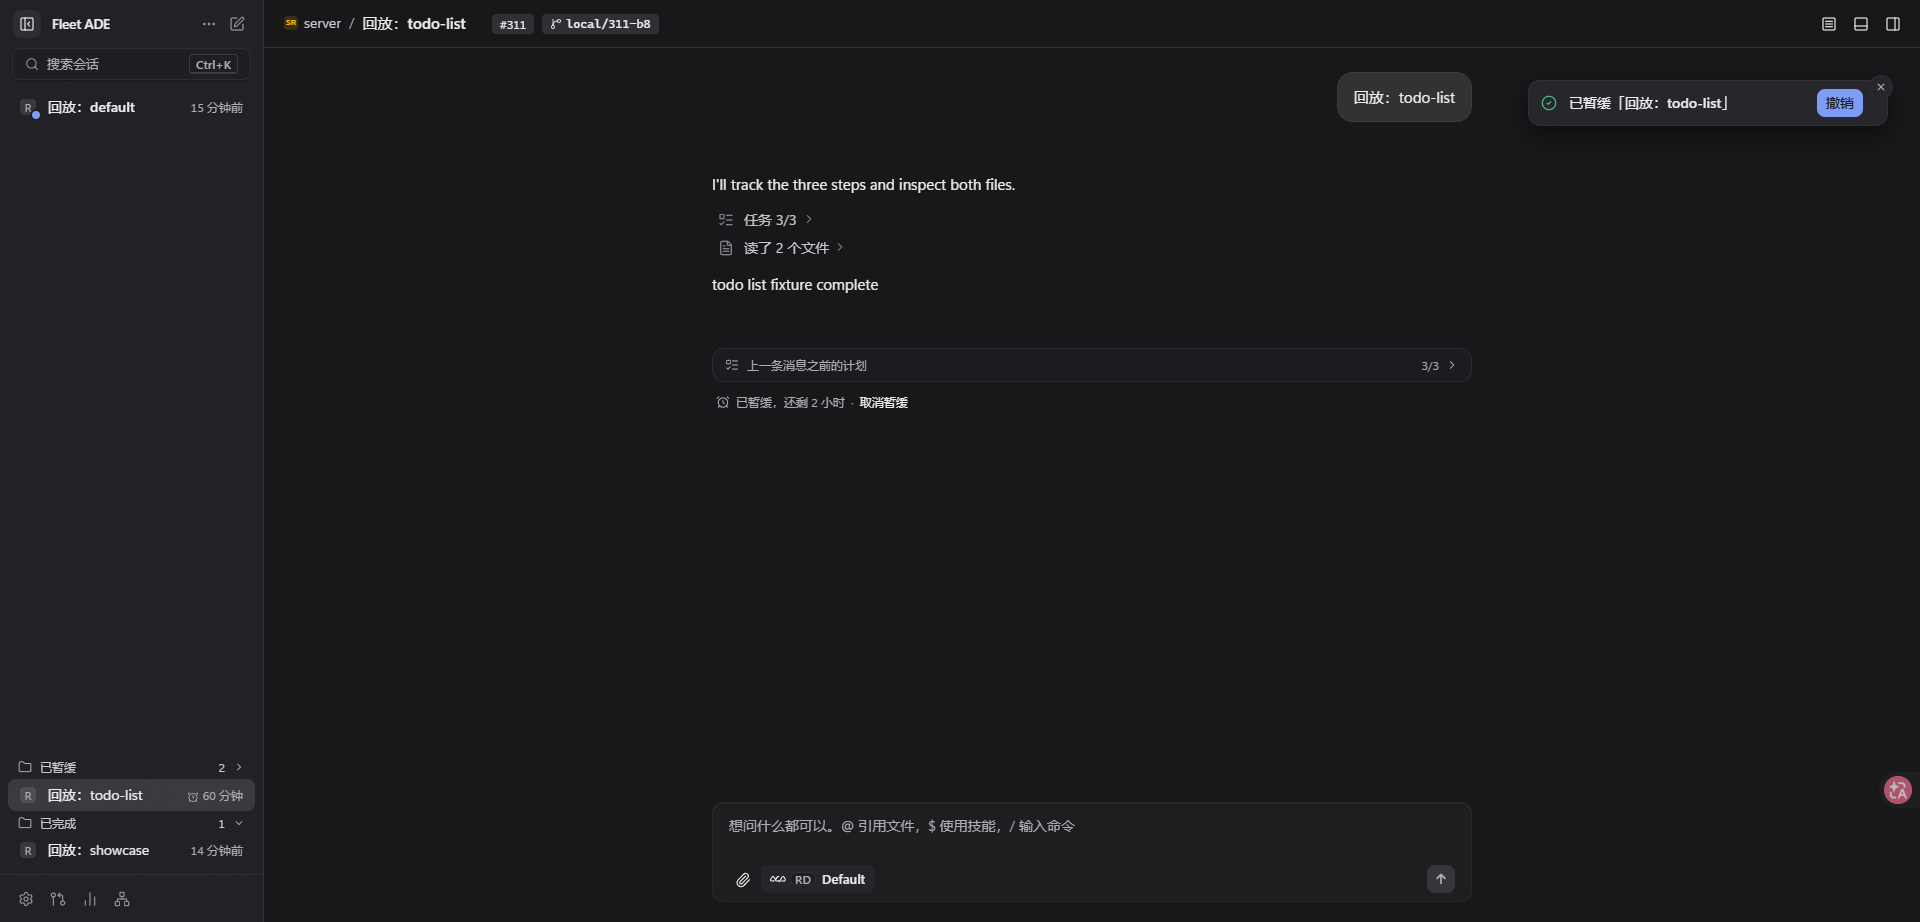 Fleet ADE
搜索会话
Ctrl+K
R 回放：default 15 分钟前
已暂缓 2
R 回放：todo-list 60 分钟
已完成 1
R 回放：showcase 14 分钟前
SR server / 回放：todo-list #311 local/311-b8
回放：todo-list
已暂缓「回放：todo-list」 撤销
I'll track the three steps and inspect both files.
任务 3/3
读了 2 个文件
todo list fixture complete
上一条消息之前的计划 3/3
已暂缓，还剩 2 小时 · 取消暂缓
想问什么都可以。@ 引用文件，$ 使用技能，/ 输入命令
RD Default